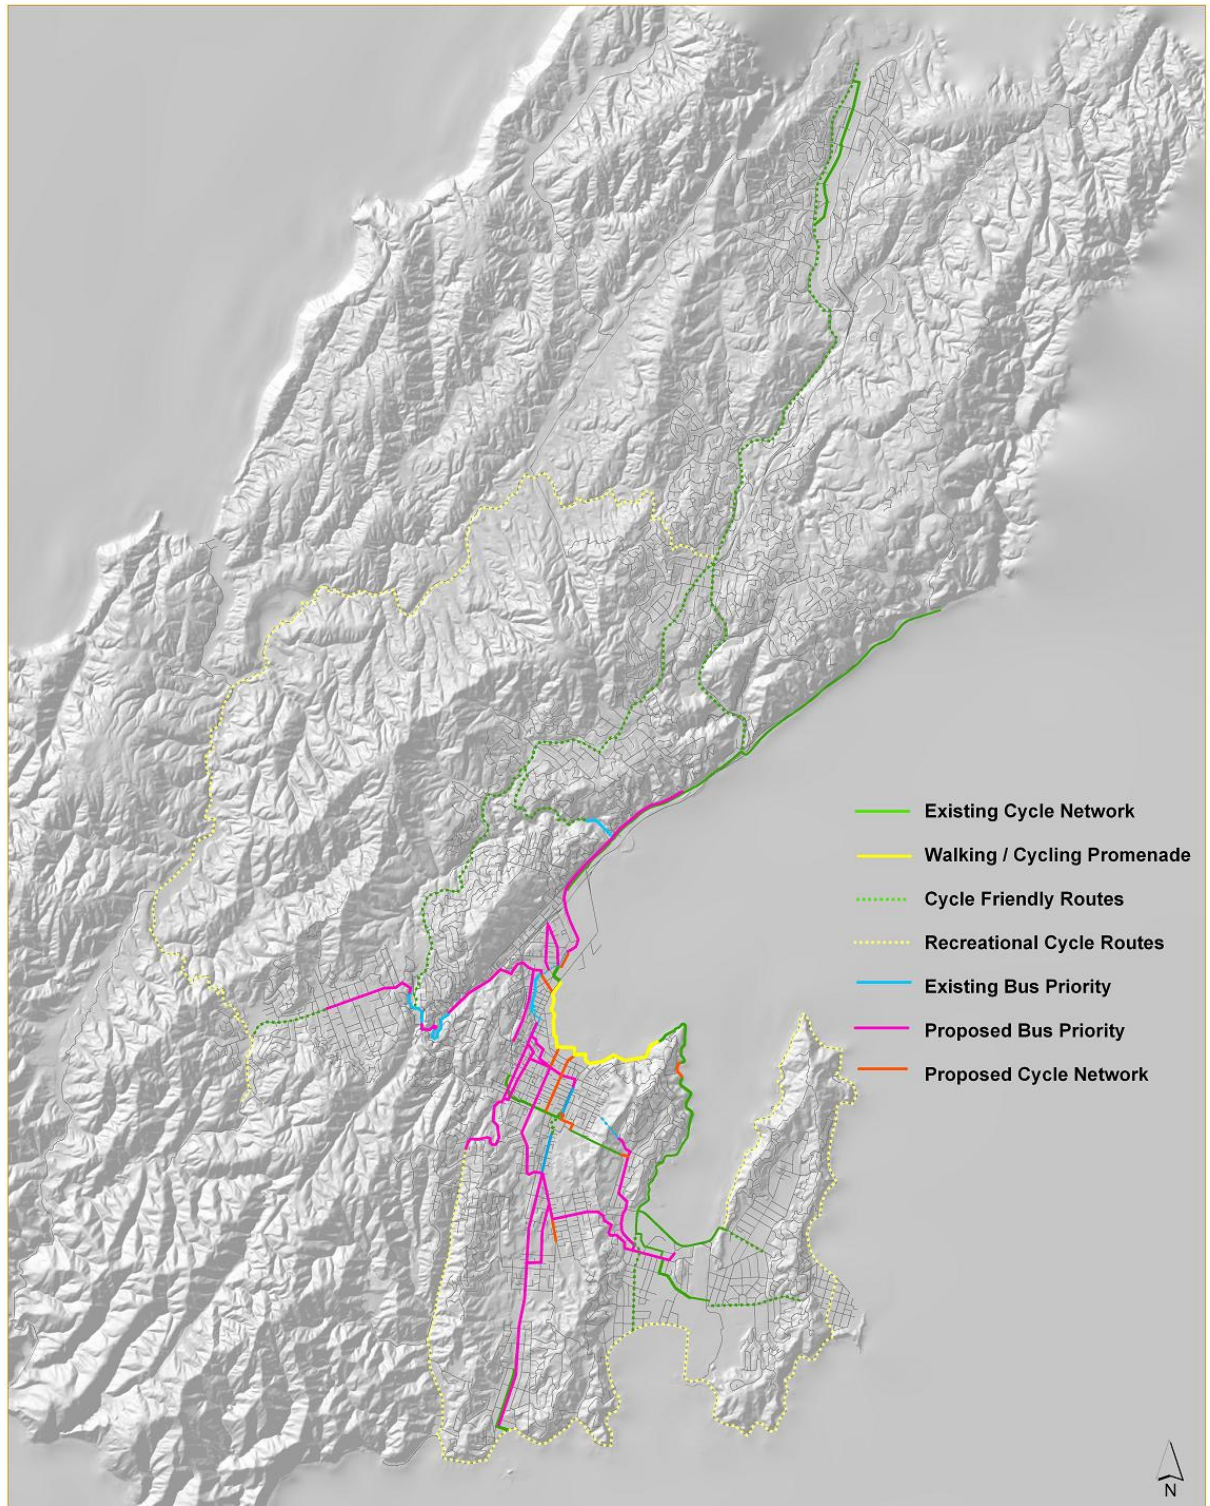 Existing Cycle Network
Walking / Cycling Promenade
Cycle Friendly Routes
Recreational Cycle Routes
Existing Bus Priority
Proposed Bus Priority
Proposed Cycle Network
N